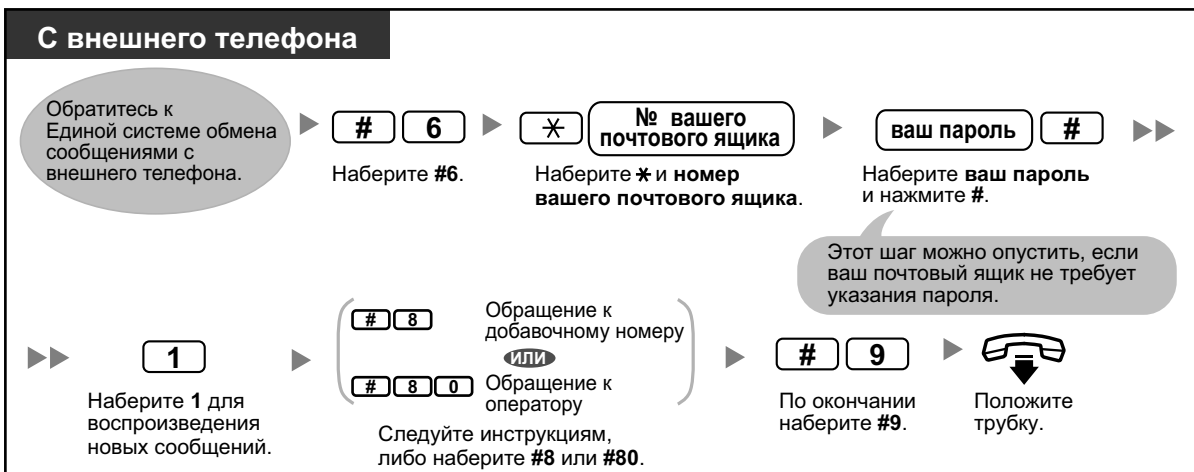 С внешнего телефона
Обратитесь к
Единой системе обмена
сообщениями с
внешнего телефона.
# 6
Наберите #6.
* № вашего
почтового ящика
Наберите * и номер
вашего почтового ящика.
ваш пароль #
Наберите ваш пароль
и нажмите #.
Этот шаг можно опустить, если
ваш почтовый ящик не требует
указания пароля.
1
Наберите 1 для
воспроизведения
новых сообщений.
# 8 Обращение к
добавочному номеру
ИЛИ
# 8 0 Обращение к
оператору
Следуйте инструкциям,
либо наберите #8 или #80.
# 9
По окончании
наберите #9.
Положите
трубку.